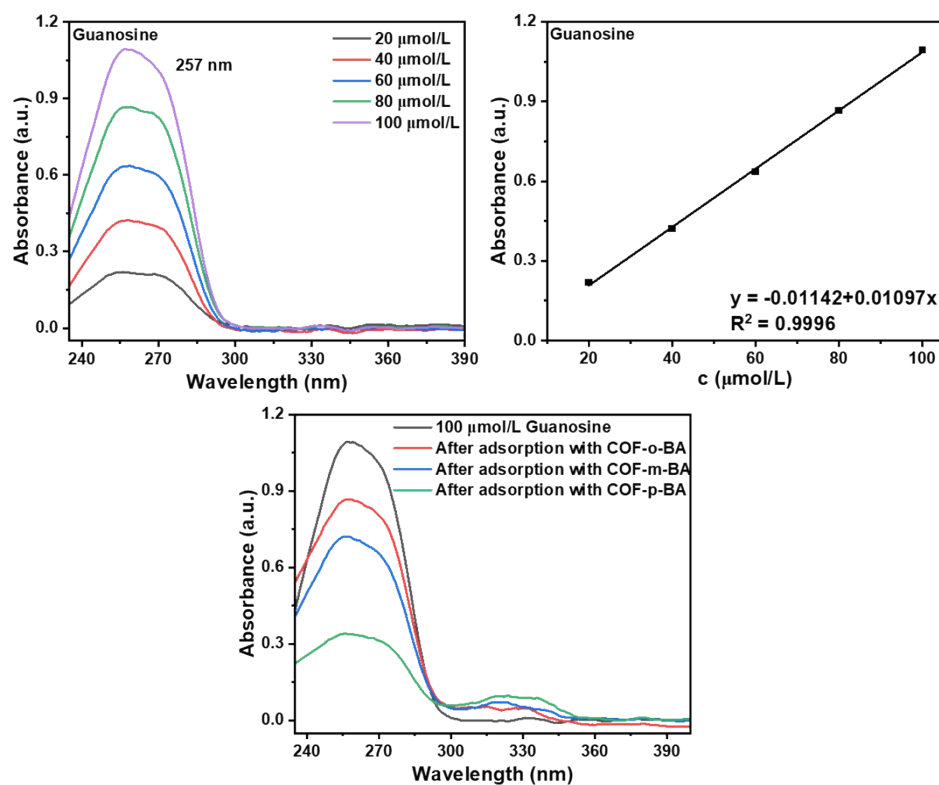 Guanosine
257 nm
20 μmol/L
40 μmol/L
60 μmol/L
80 μmol/L
100 μmol/L
1.2
0.9
0.6
0.3
0.0
Absorbance (a.u.)
240 270 300 330 360 390
Wavelength (nm)
Guanosine
1.2
0.9
0.6
0.3
0.0
Absorbance (a.u.)
y = -0.01142+0.01097x
R² = 0.9996
20 40 60 80 100
c (μmol/L)
100 μmol/L Guanosine
After adsorption with COF-o-BA
After adsorption with COF-m-BA
After adsorption with COF-p-BA
1.2
0.9
0.6
0.3
0.0
Absorbance (a.u.)
240 270 300 330 360 390
Wavelength (nm)